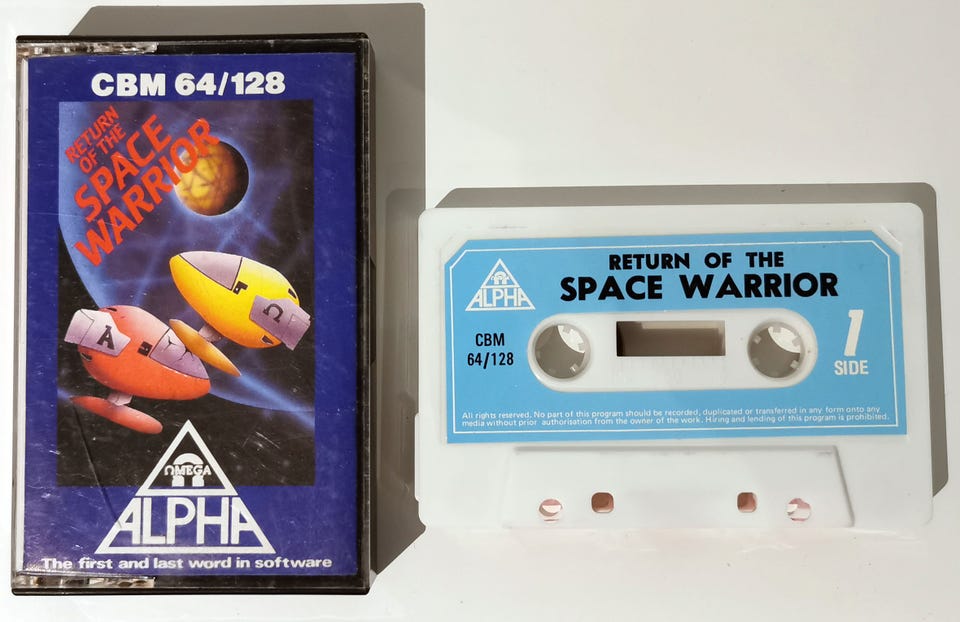 CBM 64/128
RETURN
OF THE
SPACE
WARRIOR
A
Ω
ΩMEGA
ALPHA
The first and last word in software
ALPHA
RETURN OF THE
SPACE WARRIOR
CBM
64/128
1
SIDE
All rights reserved. No part of this program should be recorded, duplicated or transferred in any form onto any
media without prior authorisation from the owner of the work. Hiring and lending of this program is prohibited.